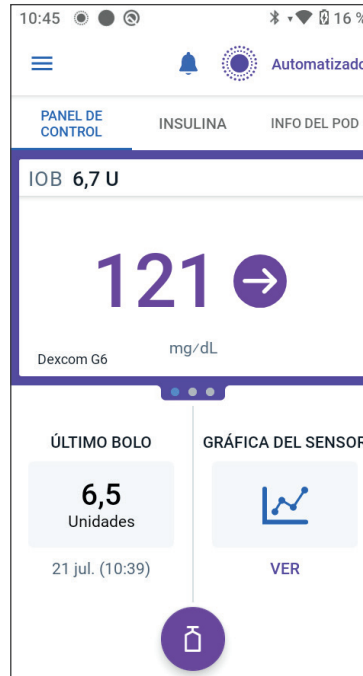 10:45 16 %
Automatizado
PANEL DE CONTROL INSULINA INFO DEL POD
IOB 6,7 U
121
mg/dL
Dexcom G6
ÚLTIMO BOLO GRÁFICA DEL SENSOR
6,5
Unidades
21 jul. (10:39) VER